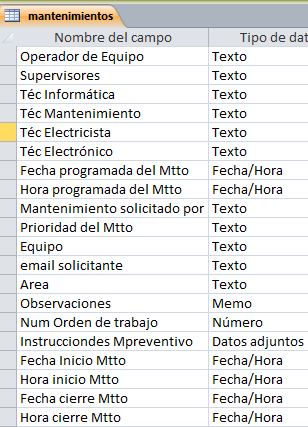 mantenimientos
Nombre del campo Tipo de dat
Operador de Equipo Texto
Supervisores Texto
Téc Informática Texto
Téc Mantenimiento Texto
Téc Electricista Texto
Téc Electrónico Texto
Fecha programada del Mtto Fecha/Hora
Hora programada del Mtto Fecha/Hora
Mantenimiento solicitado por Texto
Prioridad del Mtto Texto
Equipo Texto
email solicitante Texto
Area Texto
Observaciones Memo
Num Orden de trabajo Número
Instrucciondes Mpreventivo Datos adjuntos
Fecha Inicio Mtto Fecha/Hora
Hora inicio Mtto Fecha/Hora
Fecha cierre Mtto Fecha/Hora
Hora cierre Mtto Fecha/Hora